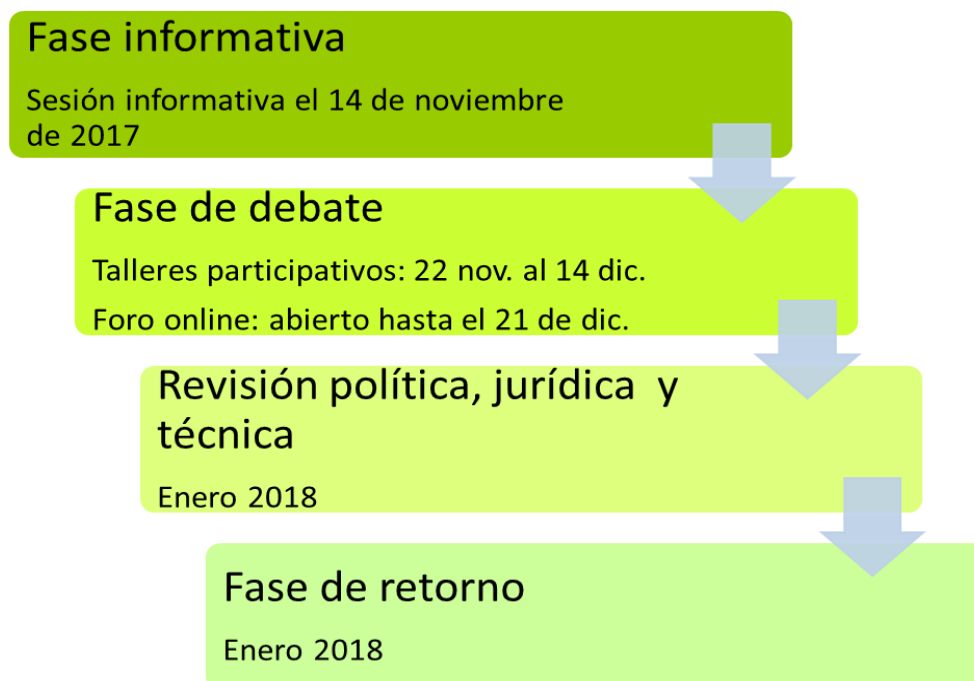 Fase informativa
Sesión informativa el 14 de noviembre
de 2017
Fase de debate
Talleres participativos: 22 nov. al 14 dic.
Foro online: abierto hasta el 21 de dic.
Revisión política, jurídica y
técnica
Enero 2018
Fase de retorno
Enero 2018